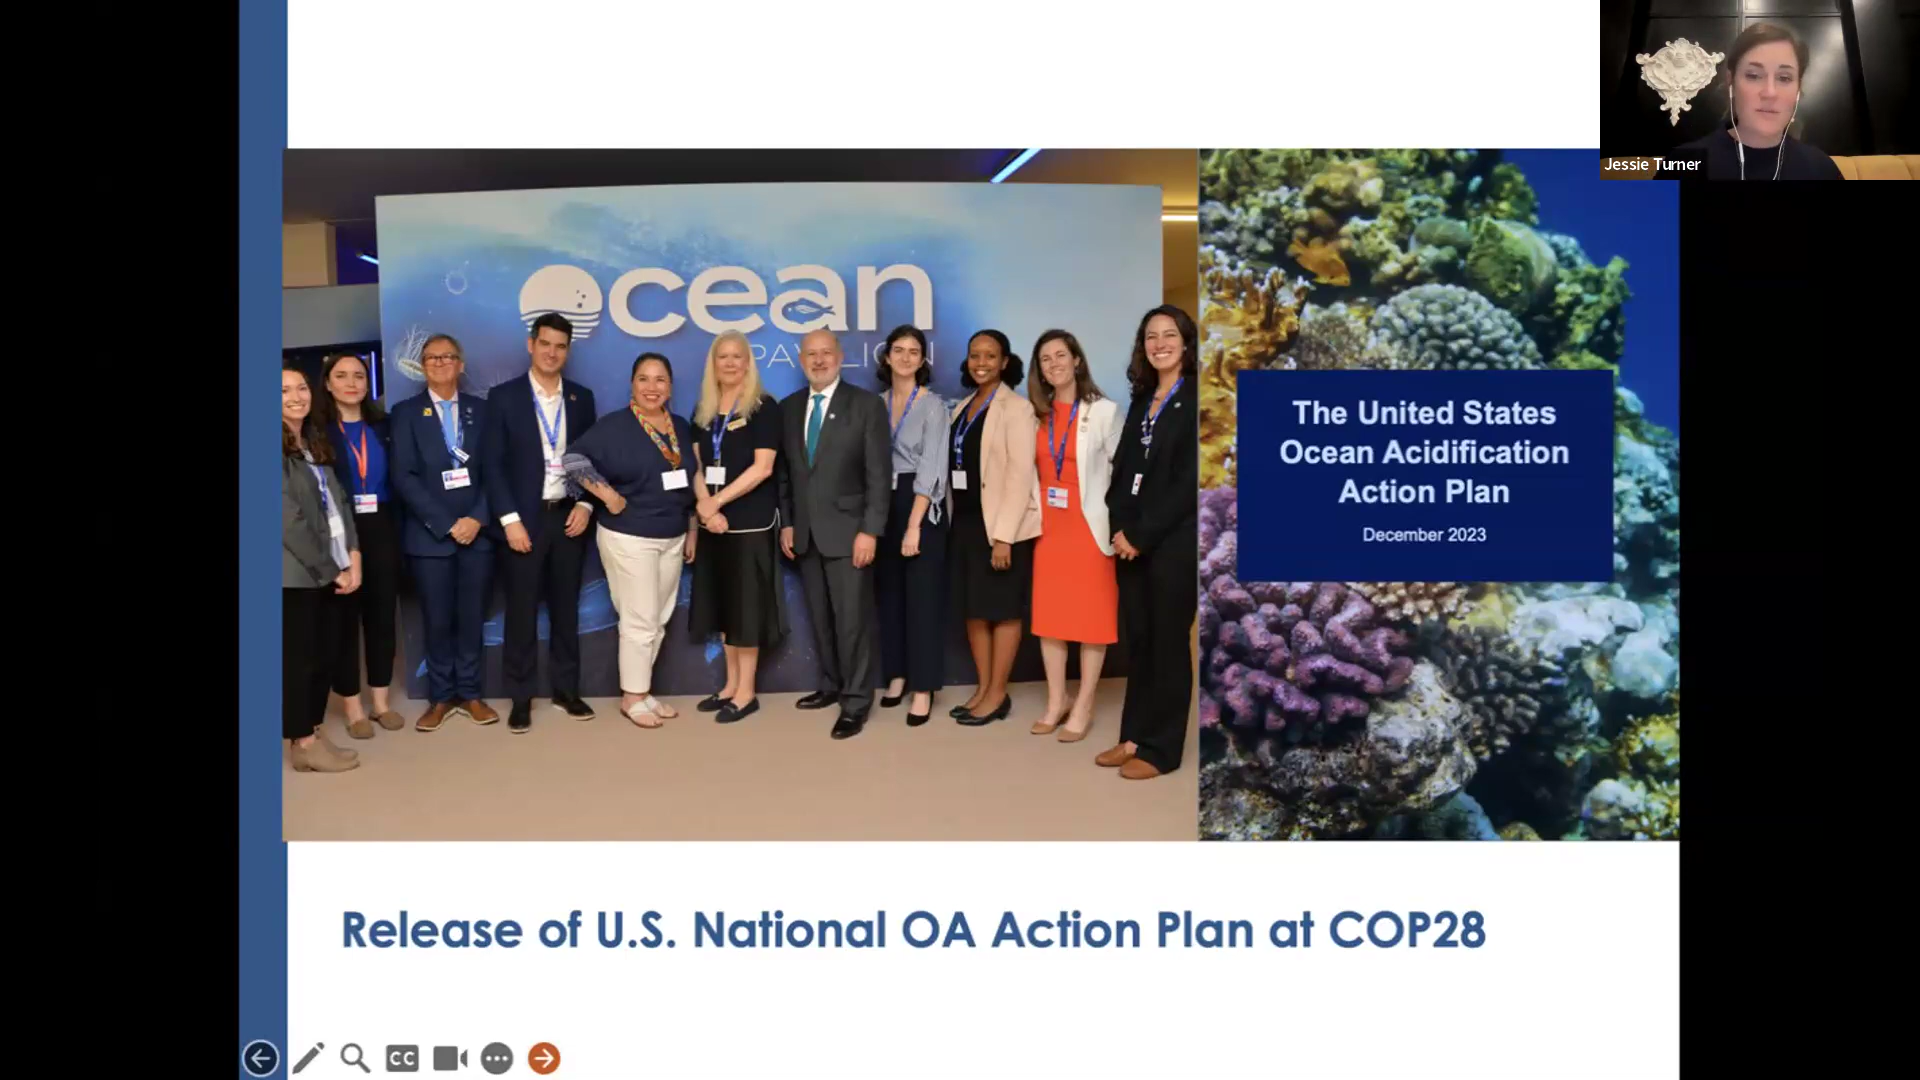 Jessie Turner
ocean
PAVILION
The United States
Ocean Acidification
Action Plan
December 2023
Release of U.S. National OA Action Plan at COP28
CC